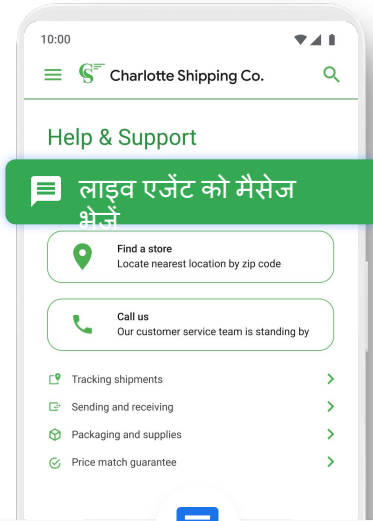 10:00
Charlotte Shipping Co.
Help & Support
लाइव एजेंट को मैसेज
भेजें
Find a store
Locate nearest location by zip code
Call us
Our customer service team is standing by
Tracking shipments
Sending and receiving
Packaging and supplies
Price match guarantee